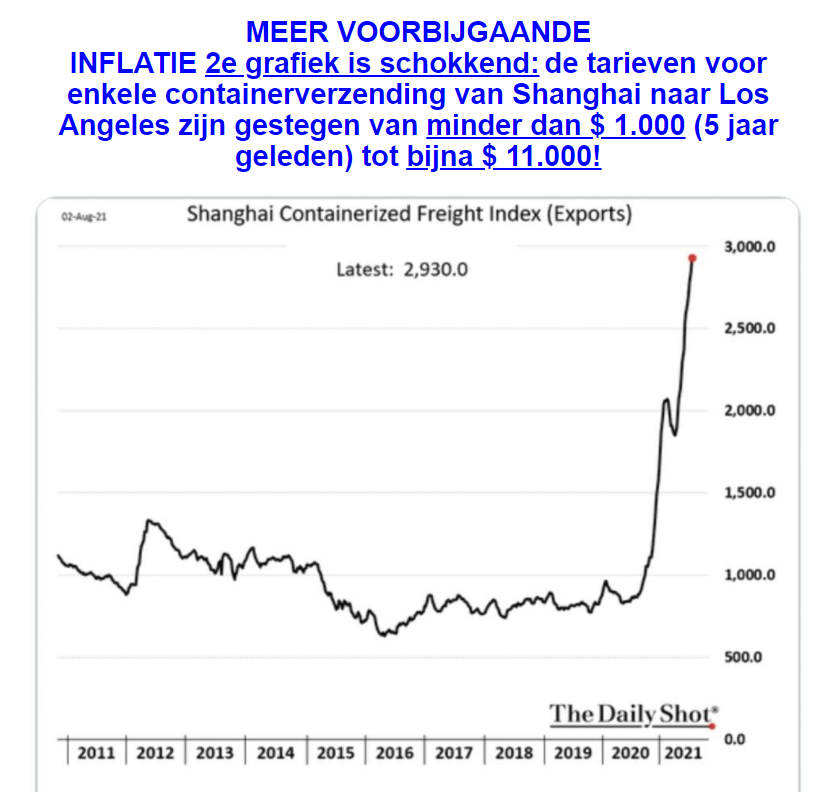 MEER VOORBIJGAANDE
INFLATIE 2e grafiek is schokkend: de tarieven voor
enkele containerverzending van Shanghai naar Los
Angeles zijn gestegen van minder dan $ 1.000 (5 jaar
geleden) tot bijna $ 11.000!
02-Aug-21
Shanghai Containerized Freight Index (Exports)
Latest: 2,930.0
3,000.0
2,500.0
2,000.0
1,500.0
1,000.0
500.0
The Daily Shot®
0.0
2011 2012 2013 2014 2015 2016 2017 2018 2019 2020 2021